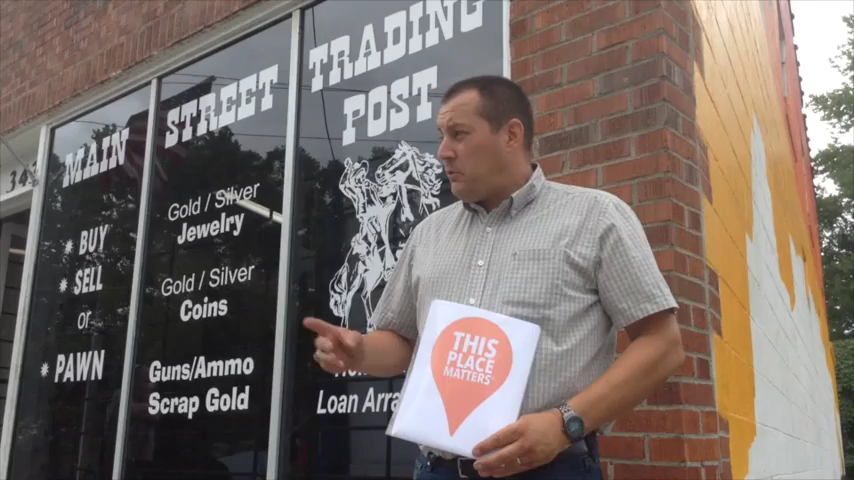 MAIN STREET TRADING POST
BUY
SELL
or
PAWN
Gold / Silver
Jewelry
Gold / Silver
Coins
Guns/Ammo
Scrap Gold
Loan
THIS
PLACE
MATTERS